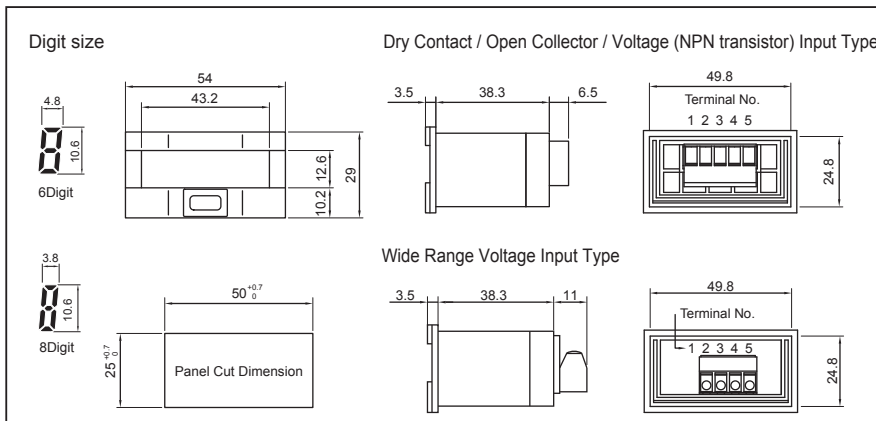 Digit size
4.8
10.6
6Digit
54
43.2
12.6
10.2
29
Dry Contact / Open Collector / Voltage (NPN transistor) Input Type
3.5 38.3 6.5
49.8
Terminal No.
1 2 3 4 5
24.8
3.8
10.6
8Digit
50 +0.7 0
25 +0.7 0
Panel Cut Dimension
Wide Range Voltage Input Type
3.5 38.3 11
49.8
Terminal No.
1 2 3 4 5
24.8